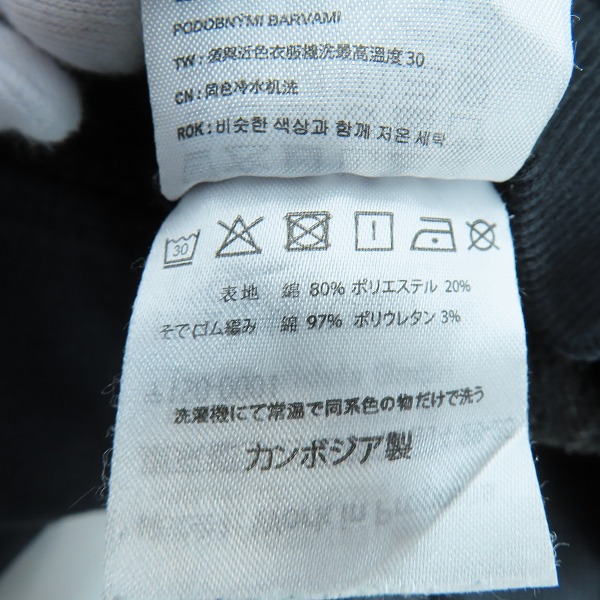 PODOBNÝMI BARVAMI
TW: 須與近色衣服機洗最高溫度30
CN: 同色冷水机洗
ROK: 비슷한 색상과 함께 저온 세탁
30
表地 綿 80% ポリエステル 20%
そでゴム編み 綿 97% ポリウレタン 3%
洗濯機にて常温で同系色の物だけで洗う
カンボジア製